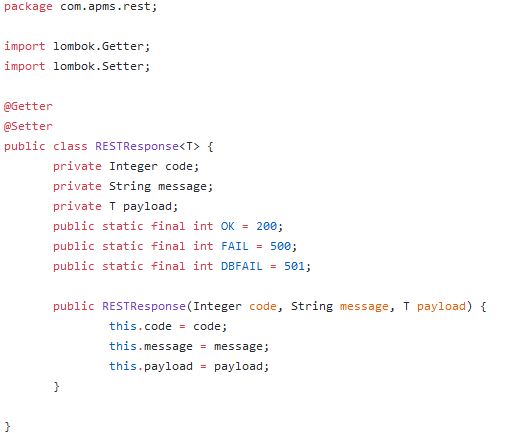 package com.apms.rest;
import lombok.Getter;
import lombok.Setter;
@Getter
@Setter
public class RESTResponse<T> {
private Integer code;
private String message;
private T payload;
public static final int OK = 200;
public static final int FAIL = 500;
public static final int DBFAIL = 501;
public RESTResponse(Integer code, String message, T payload) {
this.code = code;
this.message = message;
this.payload = payload;
}
}